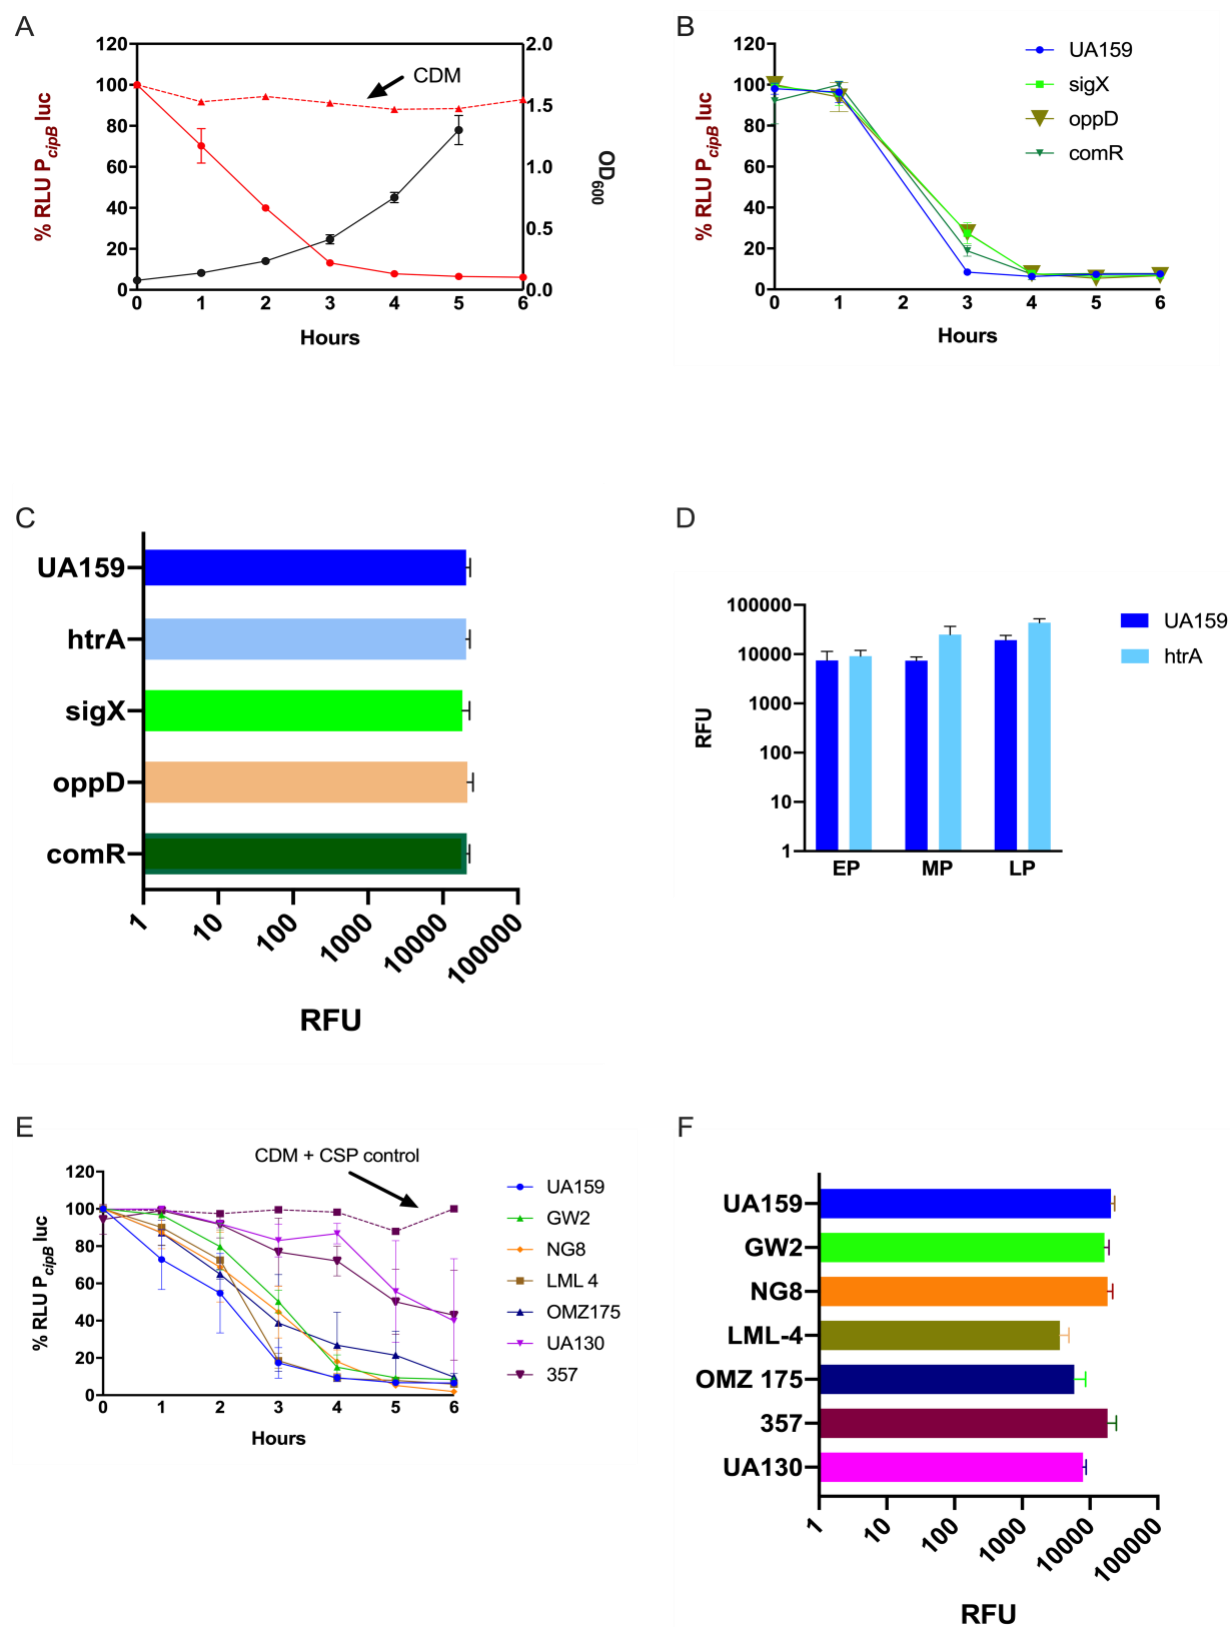 A
120
100
80
60
40
20
0
% RLU PcipB luc
CDM
2.0
1.5
1.0
0.5
0.0
OD600
0 1 2 3 4 5 6
Hours
B
120
100
80
60
40
20
0
% RLU PcipB luc
UA159
sigX
oppD
comR
0 1 2 3 4 5 6
Hours
C
UA159
htrA
sigX
oppD
comR
1 10 100 1000 10000 100000
RFU
D
100000
10000
1000
100
10
1
RFU
UA159
htrA
EP MP LP
E
CDM + CSP control
120
100
80
60
40
20
0
% RLU PcipB luc
UA159
GW2
NG8
LML 4
OMZ175
UA130
357
0 1 2 3 4 5 6
Hours
F
UA159
GW2
NG8
LML-4
OMZ 175
357
UA130
1 10 100 1000 10000 100000
RFU